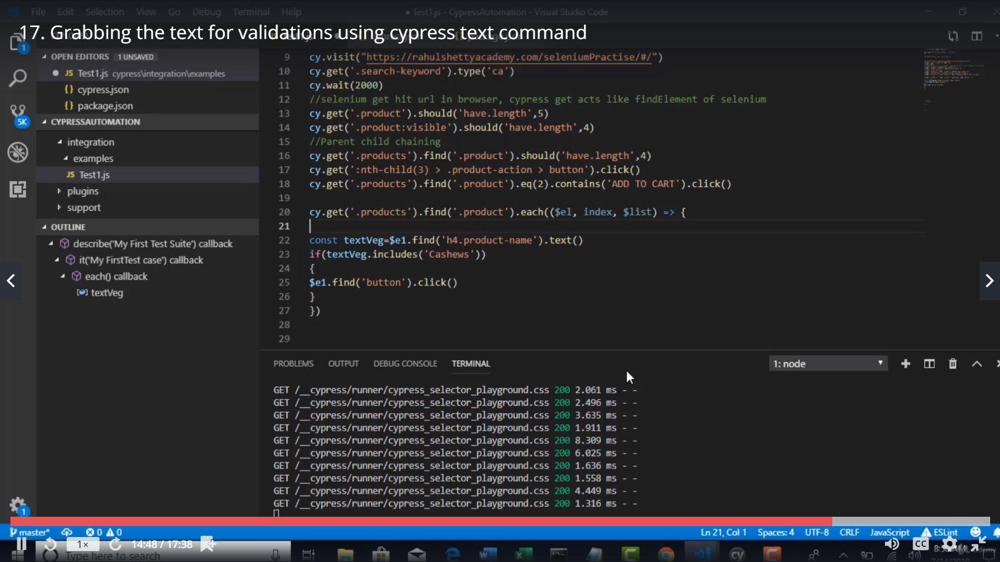 File Edit Selection View Go Debug Terminal Help
● Test1.js - CypressAutomation - Visual Studio Code
17. Grabbing the text for validations using cypress text command
1
OPEN EDITORS 1 UNSAVED
JS Test1.js cypress\integration\examples
{} cypress.json
{} package.json
5K
CYPRESSAUTOMATION
integration
examples
JS Test1.js
plugins
support
OUTLINE
describe('My First Test Suite') callback
it('My FirstTest case') callback
each() callback
textVeg
9 cy.visit("https://rahulshettyacademy.com/seleniumPractise/#/")
10 cy.get('.search-keyword').type('ca')
11 cy.wait(2000)
12 //selenium get hit url in browser, cypress get acts like findElement of selenium
13 cy.get('.product').should('have.length',5)
14 cy.get('.product:visible').should('have.length',4)
15 //Parent child chaining
16 cy.get('.products').find('.product').should('have.length',4)
17 cy.get(':nth-child(3) > .product-action > button').click()
18 cy.get('.products').find('.product').eq(2).contains('ADD TO CART').click()
19
20 cy.get('.products').find('.product').each(($el, index, $list) => {
21
22 const textVeg=$e1.find('h4.product-name').text()
23 if(textVeg.includes('Cashews'))
24 {
25 $e1.find('button').click()
26 }
27 })
28
29
PROBLEMS OUTPUT DEBUG CONSOLE TERMINAL 1: node
GET /__cypress/runner/cypress_selector_playground.css 200 2.061 ms - -
GET /__cypress/runner/cypress_selector_playground.css 200 2.496 ms - -
GET /__cypress/runner/cypress_selector_playground.css 200 3.635 ms - -
GET /__cypress/runner/cypress_selector_playground.css 200 1.911 ms - -
GET /__cypress/runner/cypress_selector_playground.css 200 8.309 ms - -
GET /__cypress/runner/cypress_selector_playground.css 200 6.025 ms - -
GET /__cypress/runner/cypress_selector_playground.css 200 1.636 ms - -
GET /__cypress/runner/cypress_selector_playground.css 200 1.558 ms - -
GET /__cypress/runner/cypress_selector_playground.css 200 4.449 ms - -
GET /__cypress/runner/cypress_selector_playground.css 200 1.316 ms - -
1
master* 0 0 Ln 21, Col 1 Spaces: 4 UTF-8 CRLF JavaScript ESLint
1× 14:48 / 17:38 CC
Type here to search